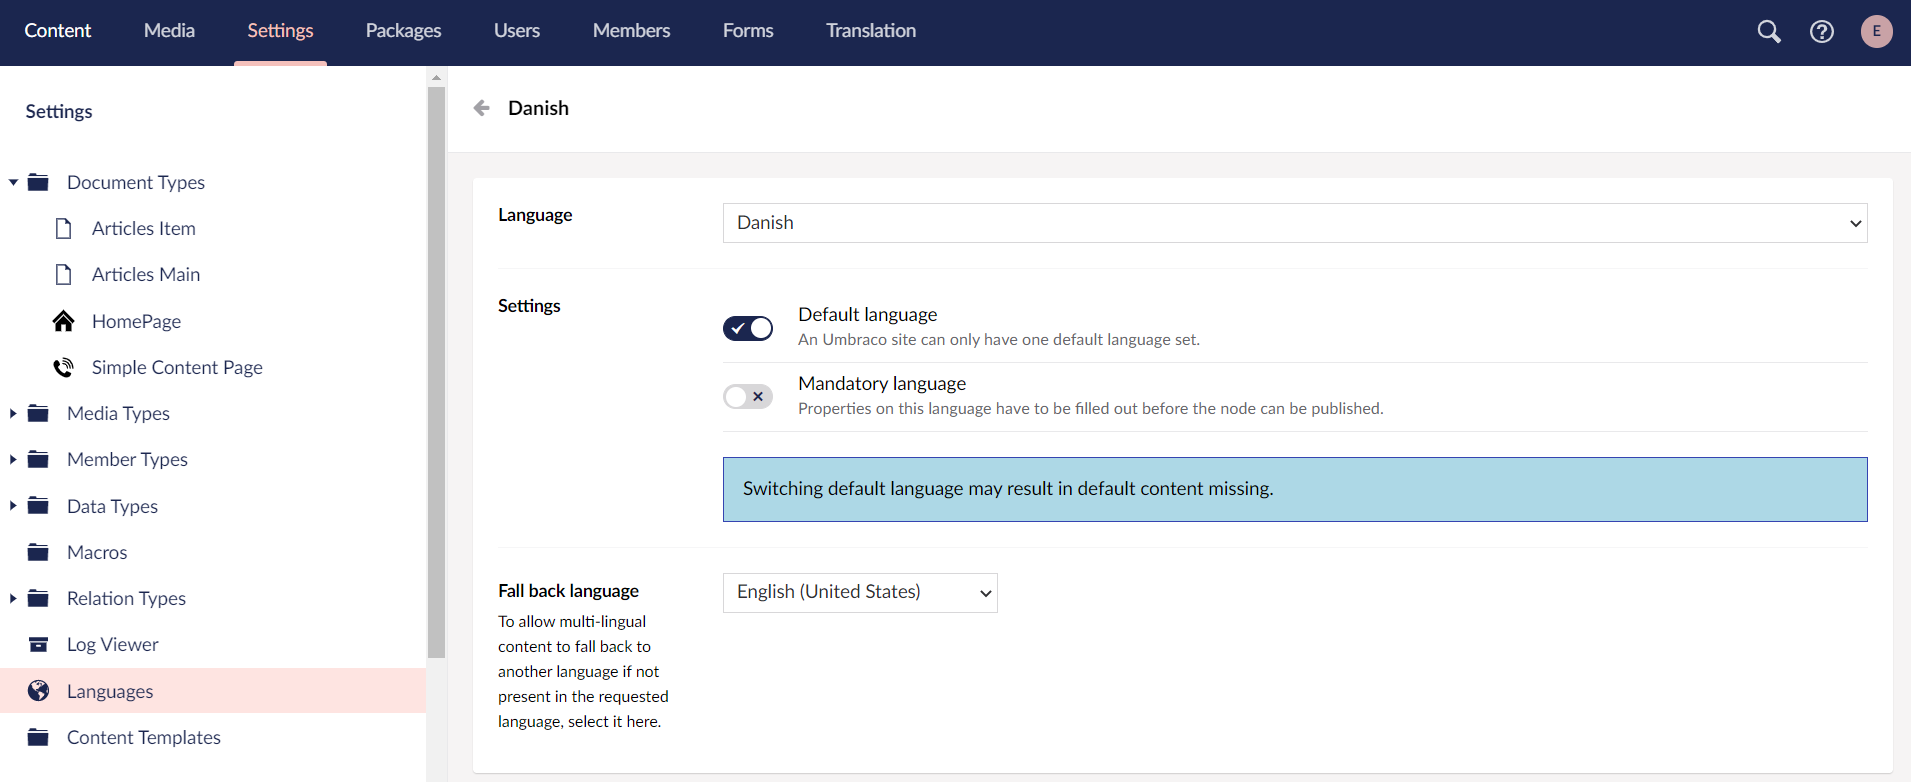 Content Media Settings Packages Users Members Forms Translation E
Settings
Document Types
Articles Item
Articles Main
HomePage
Simple Content Page
Media Types
Member Types
Data Types
Macros
Relation Types
Log Viewer
Languages
Content Templates
Danish
Language
Danish
Settings
Default language
An Umbraco site can only have one default language set.
Mandatory language
Properties on this language have to be filled out before the node can be published.
Switching default language may result in default content missing.
Fall back language
To allow multi-lingual
content to fall back to
another language if not
present in the requested
language, select it here.
English (United States)